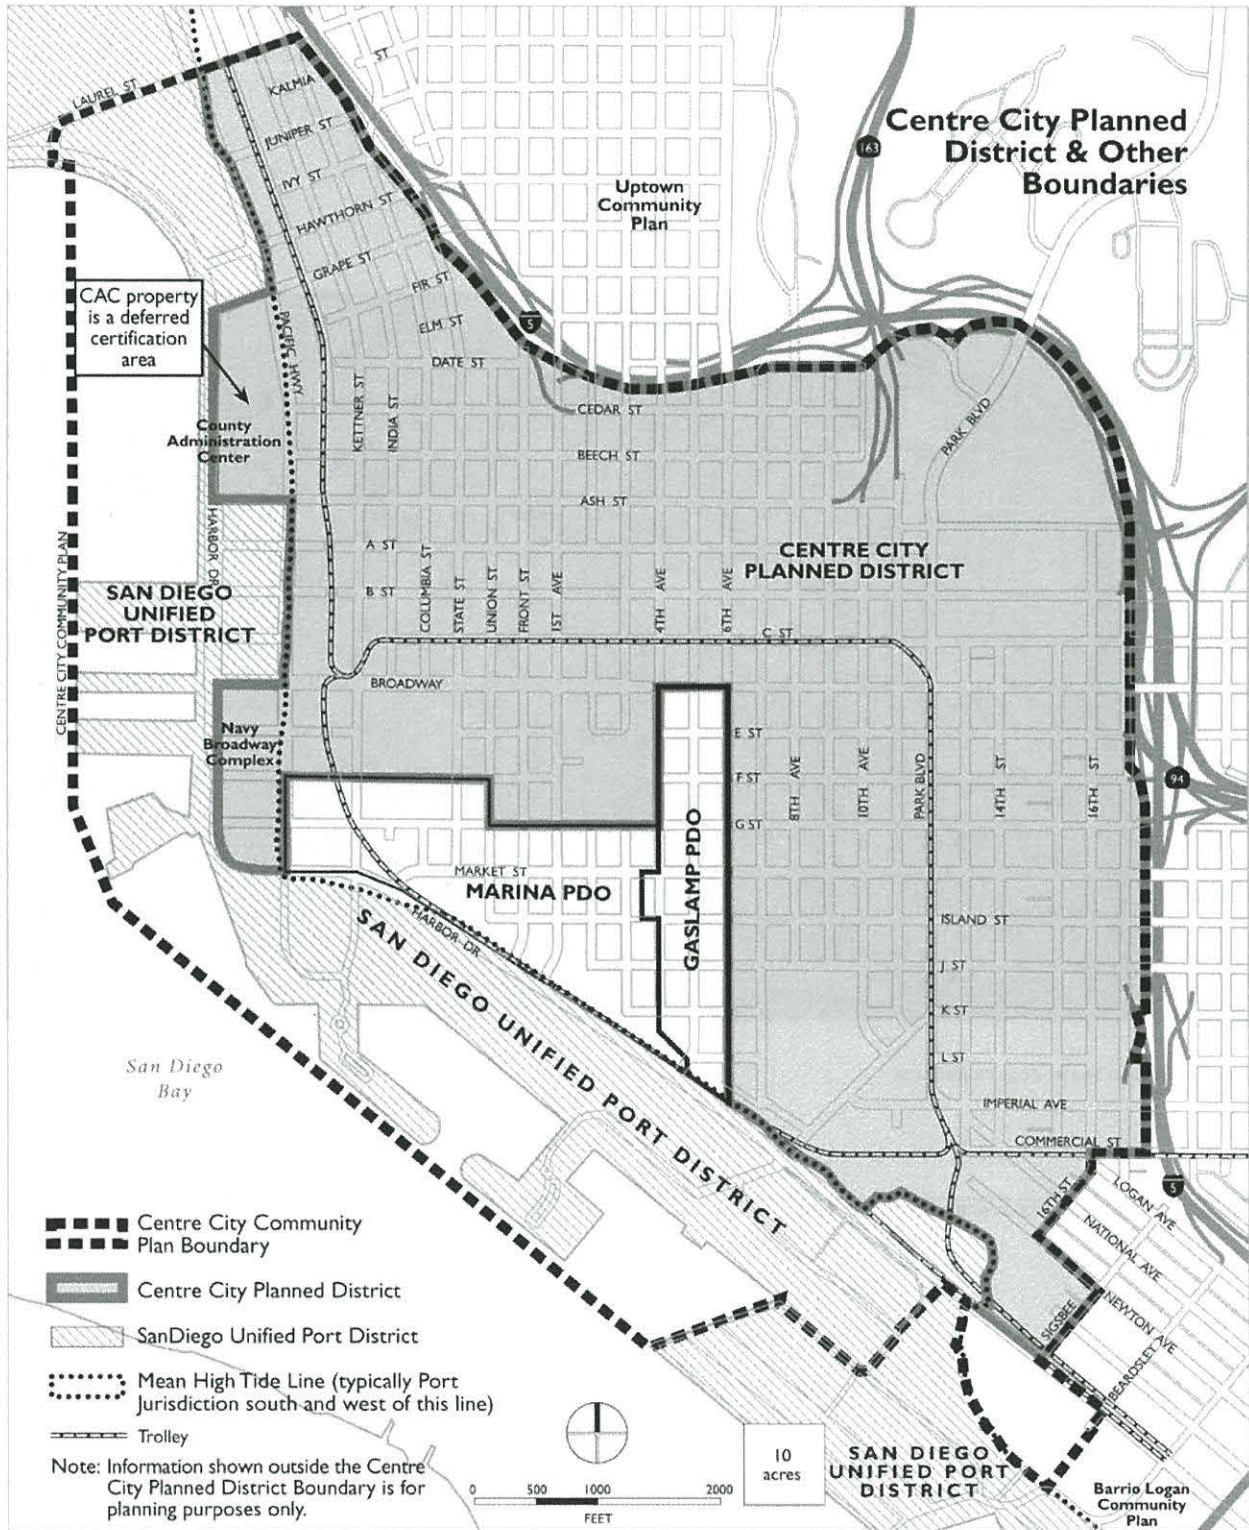 Centre City Planned
District & Other
Boundaries
LAUREL ST
KALMIA
ST
JUNIPER ST
IVY ST
HAWTHORN ST
GRAPE ST
FIR ST
ELM ST
DATE ST
163
Uptown
Community
Plan
5
CAC property
is a deferred
certification
area
PACIFIC HWY
KETTNER ST
INDIA ST
CEDAR ST
BEECH ST
ASH ST
PARK BLVD
County
Administration
Center
HARBOR DR
CENTRE CITY COMMUNITY PLAN
A ST
B ST
COLUMBIA ST
STATE ST
UNION ST
FRONT ST
1ST AVE
4TH AVE
6TH AVE
C ST
CENTRE CITY
PLANNED DISTRICT
SAN DIEGO
UNIFIED
PORT DISTRICT
BROADWAY
Navy
Broadway
Complex
E ST
F ST
G ST
8TH AVE
10TH AVE
PARK BLVD
14TH ST
16TH ST
94
MARKET ST
MARINA PDO
GASLAMP PDO
HARBOR DR
SAN DIEGO UNIFIED PORT DISTRICT
ISLAND ST
J ST
K ST
L ST
San Diego
Bay
IMPERIAL AVE
COMMERCIAL ST
5
16TH ST
LOGAN AVE
NATIONAL AVE
NEWTON AVE
SIGSBEE
BEARDSLEY
Centre City Community
Plan Boundary
Centre City Planned District
SanDiego Unified Port District
Mean High Tide Line (typically Port
Jurisdiction south and west of this line)
Trolley
Note: Information shown outside the Centre
City Planned District Boundary is for
planning purposes only.
0 500 1000 2000
FEET
10
acres
SAN DIEGO
UNIFIED PORT
DISTRICT
Barrio Logan
Community
Plan